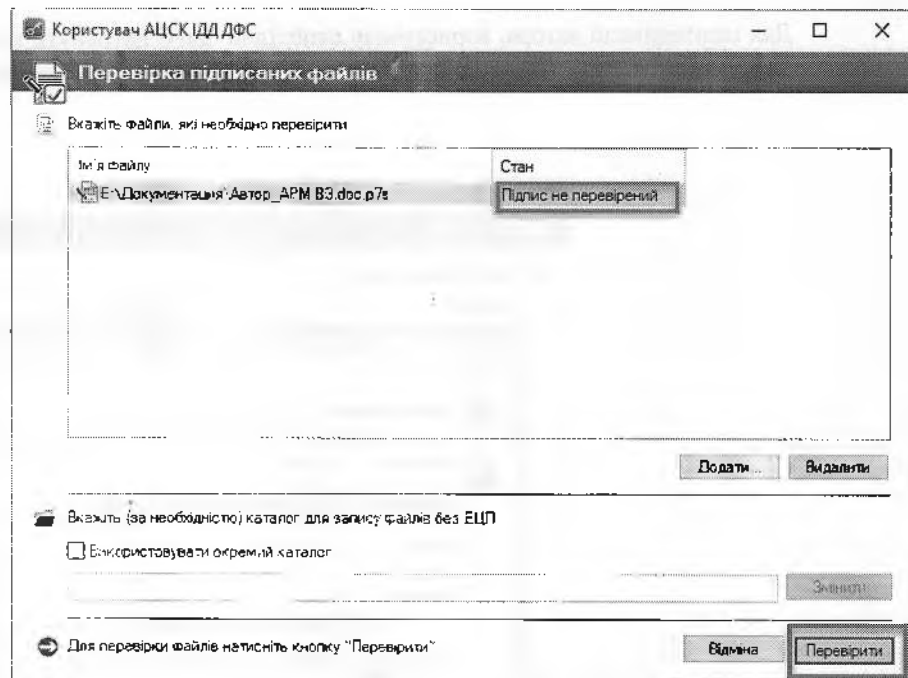 Користувач АЦСК ІДД ДФС
Перевірка підписаних файлів
Вкажіть файли, які необхідно перевірити
Ім'я файлу
Стан
E:\Документация\Автор_АРМ ВЗ.doc.p7s
Підпис не перевірений
Додати...
Видалити
Вкажіть (за необхідністю) каталог для запису файлів без ЕЦП
Використовувати окремий каталог
Змінити
Для перевірки файлів натисніть кнопку "Перевірити"
Відміна
Перевірити